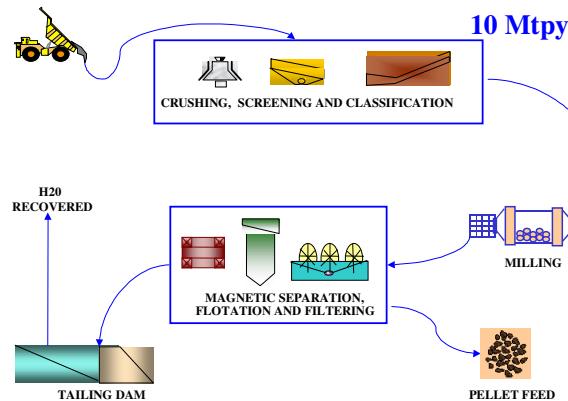 10 Mtpy
CRUSHING, SCREENING AND CLASSIFICATION
H20
RECOVERED
MILLING
MAGNETIC SEPARATION,
FLOTATION AND FILTERING
TAILING DAM
PELLET FEED